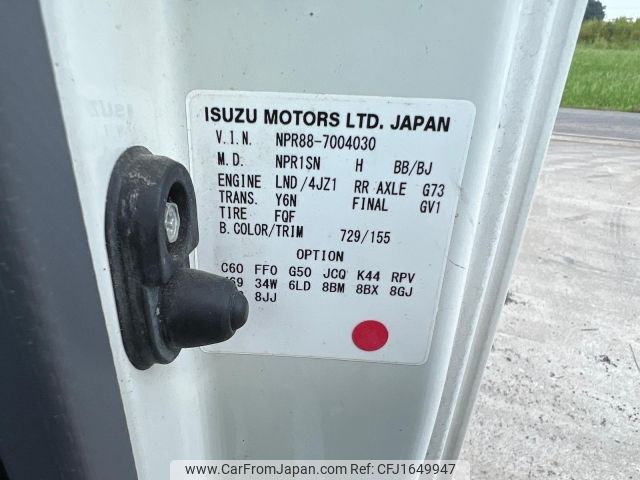 ISUZU MOTORS LTD. JAPAN
V.I.N. NPR88-7004030
M.D. NPR1SN H BB/BJ
ENGINE LND/4JZ1 RR AXLE G73
TRANS. Y6N FINAL GV1
TIRE FQF
B.COLOR/TRIM 729/155
OPTION
C60 FF0 G50 JCQ K44 RPV
34W 6LD 8BM 8BX 8GJ
8JJ
www.CarFromJapan.com - CFJ1649947